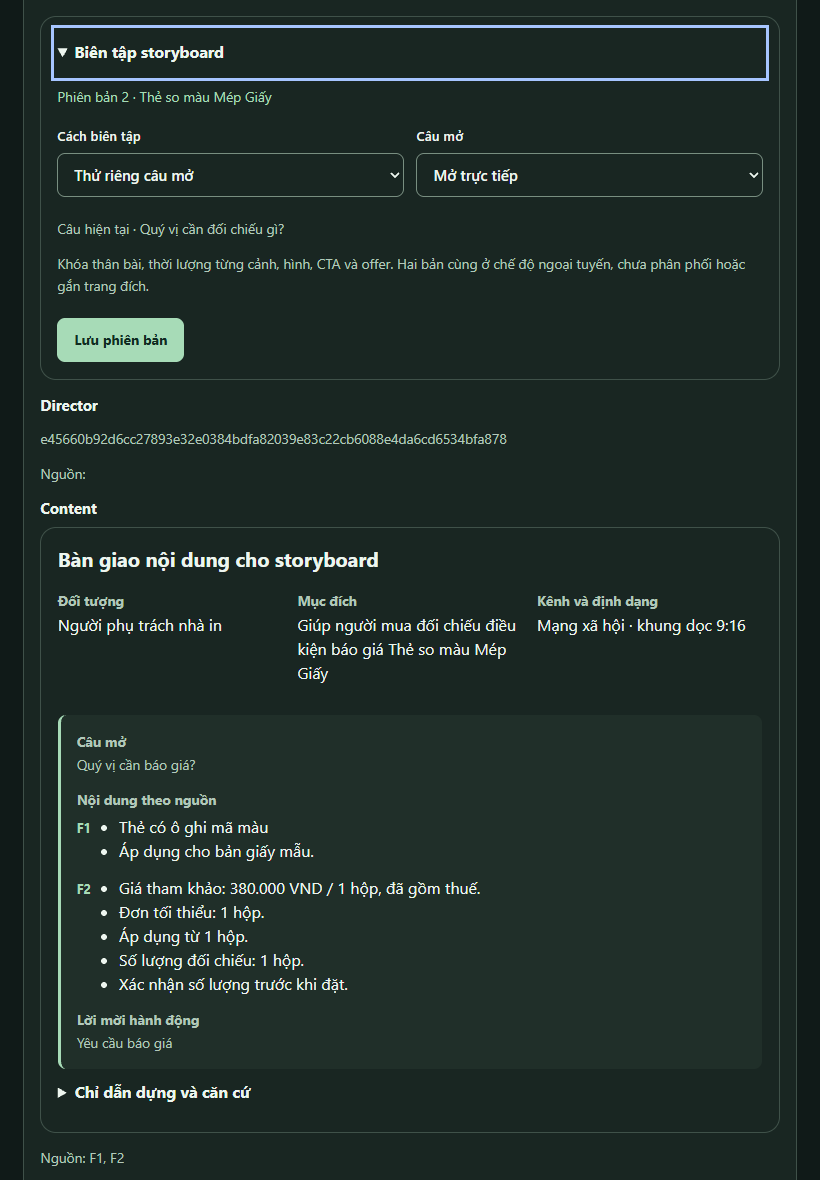 Biên tập storyboard
Phiên bản 2 · Thẻ so màu Mép Giấy
Cách biên tập
Câu mở
Thử riêng câu mở
Mở trực tiếp
Câu hiện tại · Quý vị cần đối chiếu gì?
Khóa thân bài, thời lượng từng cảnh, hình, CTA và offer. Hai bản cùng ở chế độ ngoại tuyến, chưa phân phối hoặc
gắn trang đích.
Lưu phiên bản
Director
e45660b92d6cc27893e32e0384bdfa82039e83c22cb6088e4da6cd6534bfa878
Nguồn:
Content
Bàn giao nội dung cho storyboard
Đối tượng
Người phụ trách nhà in
Mục đích
Giúp người mua đối chiếu điều
kiện báo giá Thẻ so màu Mép
Giấy
Kênh và định dạng
Mạng xã hội · khung dọc 9:16
Câu mở
Quý vị cần báo giá?
Nội dung theo nguồn
F1 • Thẻ có ô ghi mã màu
• Áp dụng cho bản giấy mẫu.
F2 • Giá tham khảo: 380.000 VND / 1 hộp, đã gồm thuế.
• Đơn tối thiểu: 1 hộp.
• Áp dụng từ 1 hộp.
• Số lượng đối chiếu: 1 hộp.
• Xác nhận số lượng trước khi đặt.
Lời mời hành động
Yêu cầu báo giá
Chỉ dẫn dựng và căn cứ
Nguồn: F1, F2